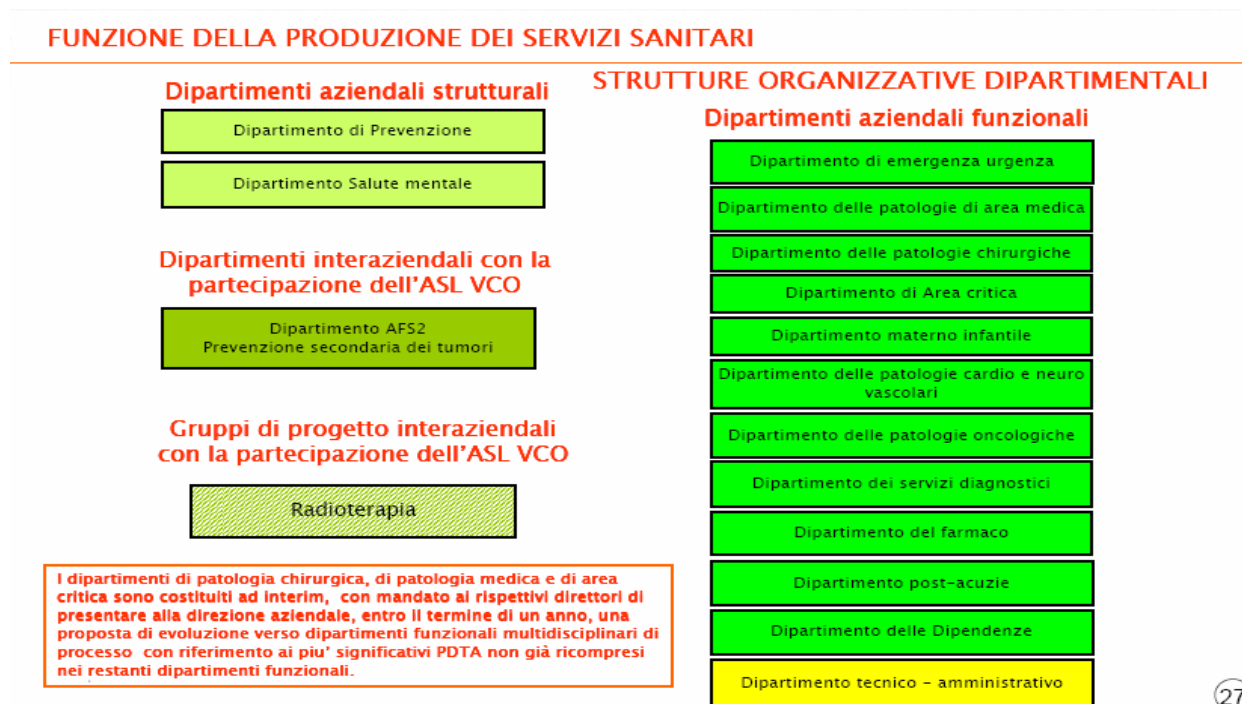 FUNZIONE DELLA PRODUZIONE DEI SERVIZI SANITARI
STRUTTURE ORGANIZZATIVE DIPARTIMENTALI
Dipartimenti aziendali strutturali
Dipartimento di Prevenzione
Dipartimento Salute mentale
Dipartimenti interaziendali con la
partecipazione dell'ASL VCO
Dipartimento AFS2
Prevenzione secondaria dei tumori
Gruppi di progetto interaziendali
con la partecipazione dell'ASL VCO
Radioterapia
I dipartimenti di patologia chirurgica, di patologia medica e di area
critica sono costituiti ad interim, con mandato ai rispettivi direttori di
presentare alla direzione aziendale, entro il termine di un anno, una
proposta di evoluzione verso dipartimenti funzionali multidisciplinari di
processo con riferimento ai piu' significativi PDTA non già ricompresi
nei restanti dipartimenti funzionali.
Dipartimenti aziendali funzionali
Dipartimento di emergenza urgenza
Dipartimento delle patologie di area medica
Dipartimento delle patologie chirurgiche
Dipartimento di Area critica
Dipartimento materno infantile
Dipartimento delle patologie cardio e neuro
vascolari
Dipartimento delle patologie oncologiche
Dipartimento dei servizi diagnostici
Dipartimento del farmaco
Dipartimento post-acuzie
Dipartimento delle Dipendenze
Dipartimento tecnico - amministrativo
27